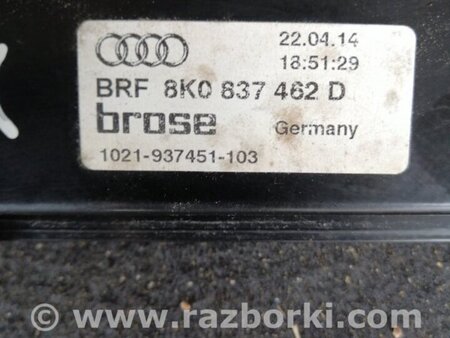 22.04.14
18:51:29
BRF 8K0 837 462 D
brose Germany
1021-937451-103
© www.razborki.com